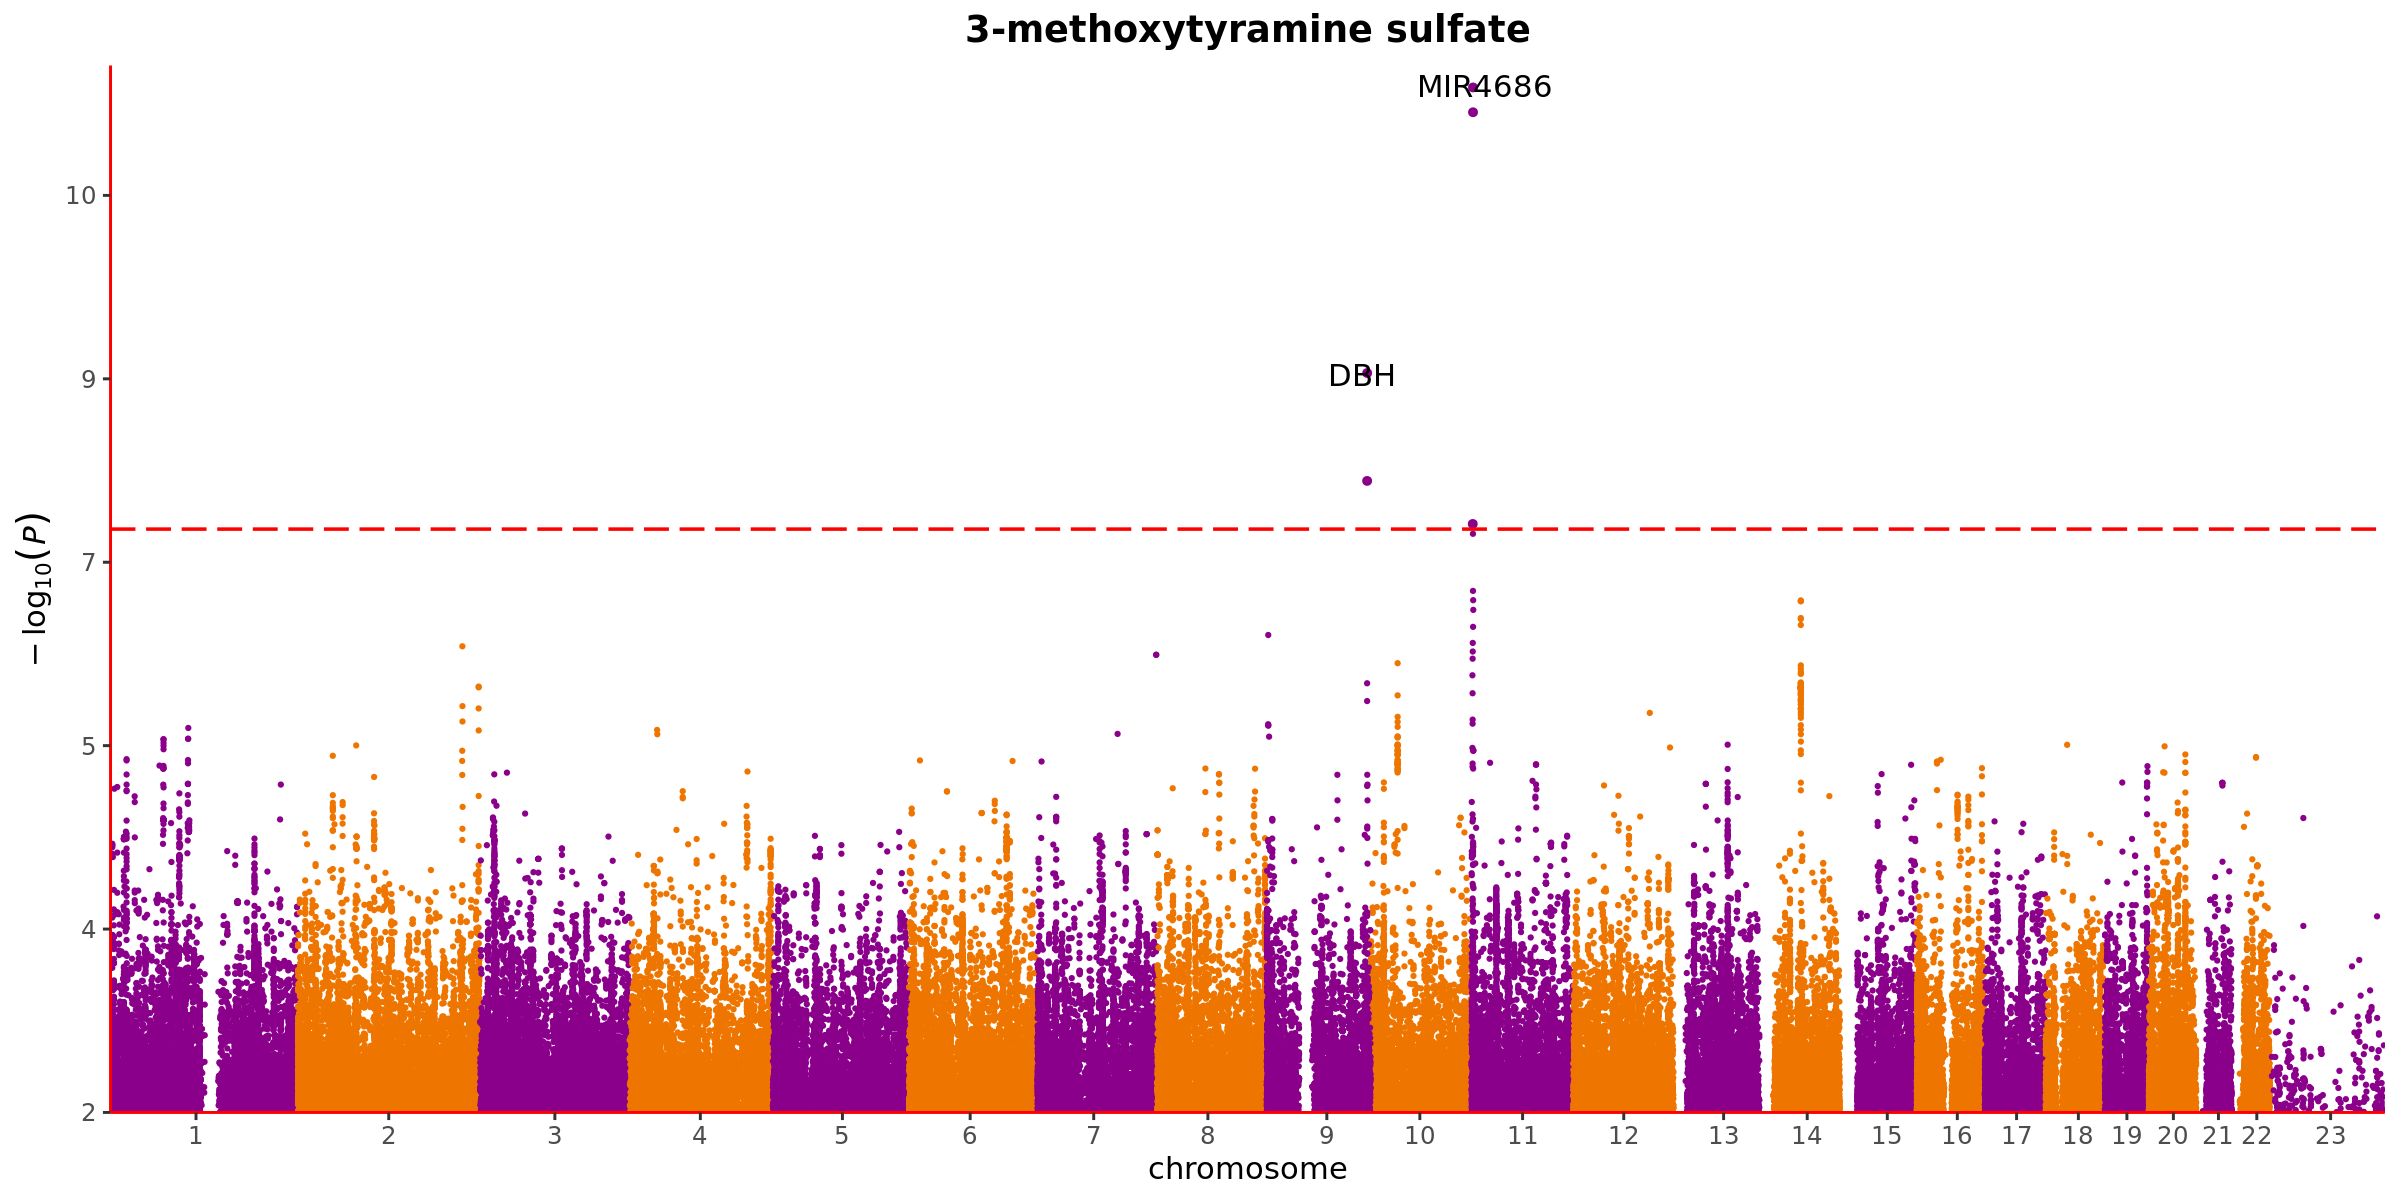 3-methoxytyramine sulfate
MIR4686
10
DBH
9
7
5
4
2
− log10(P)
1 2 3 4 5 6 7 8 9 10 11 12 13 14 15 16 17 18 19 20 21 22 23
chromosome